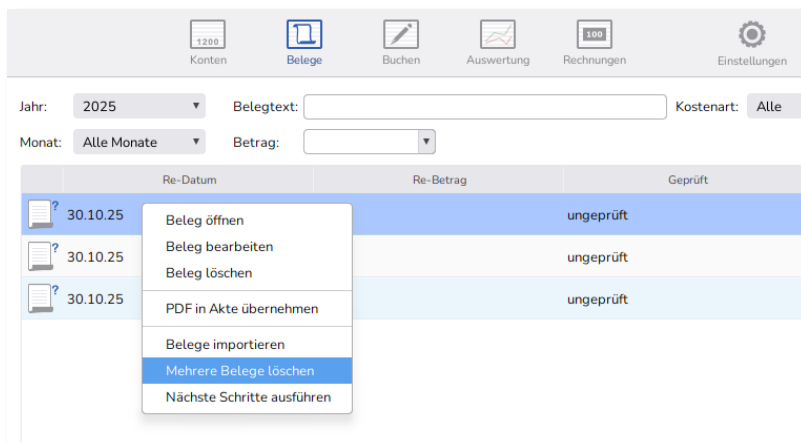 1200
100
Konten
Belege
Buchen
Auswertung
Rechnungen
Einstellungen
Jahr: 2025 Belegtext: Kostenart: Alle
Monat: Alle Monate Betrag:
Re-Datum Re-Betrag Geprüft
? 30.10.25 ungeprüft
? 30.10.25 ungeprüft
? 30.10.25 ungeprüft
Beleg öffnen
Beleg bearbeiten
Beleg löschen
PDF in Akte übernehmen
Belege importieren
Mehrere Belege löschen
Nächste Schritte ausführen